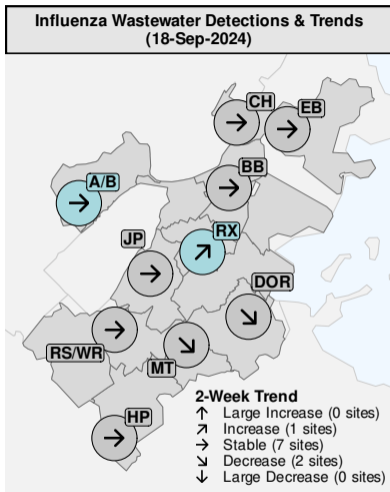 Influenza Wastewater Detections & Trends
(18-Sep-2024)
CH
EB
A/B
BB
RX
JP
DOR
RS/WR
MT
HP
2-Week Trend
↑ Large Increase (0 sites)
↗ Increase (1 sites)
→ Stable (7 sites)
↘ Decrease (2 sites)
↓ Large Decrease (0 sites)